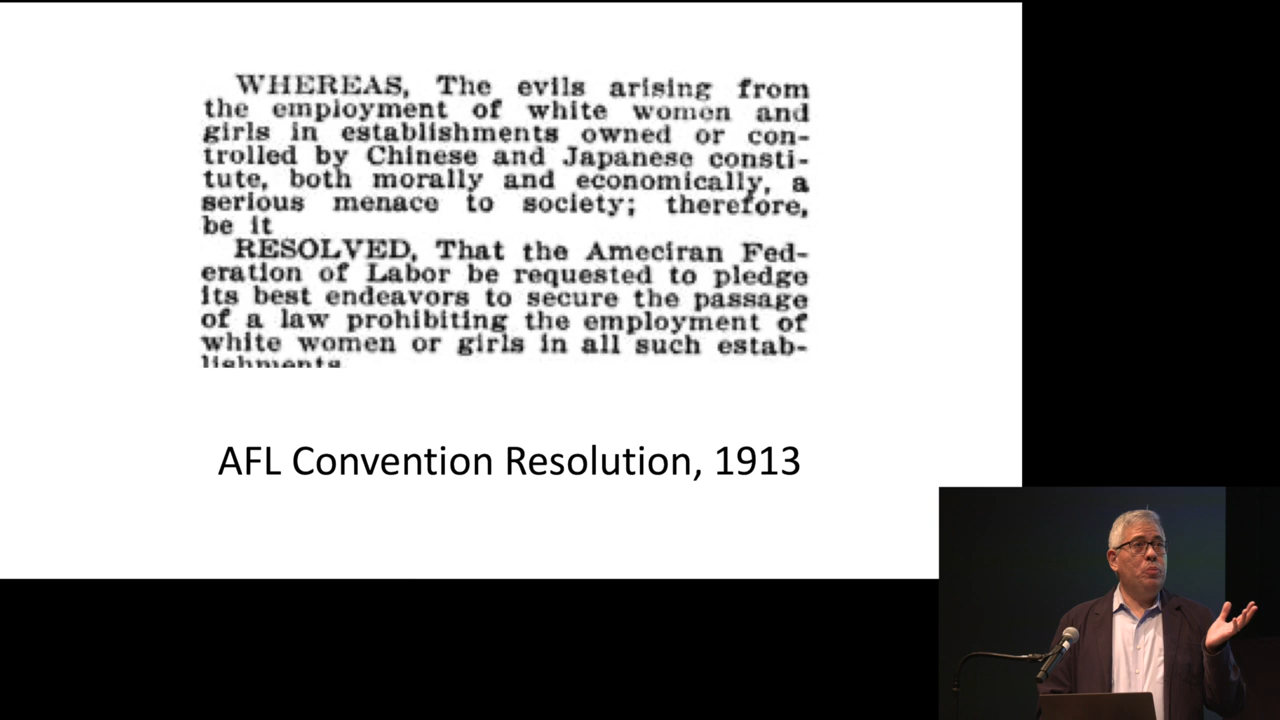 WHEREAS, The evils arising from
the employment of white women and
girls in establishments owned or con-
trolled by Chinese and Japanese consti-
tute, both morally and economically, a
serious menace to society; therefore,
be it
RESOLVED, That the Ameciran Fed-
eration of Labor be requested to pledge
its best endeavors to secure the passage
of a law prohibiting the employment of
white women or girls in all such estab-
lishments.
AFL Convention Resolution, 1913